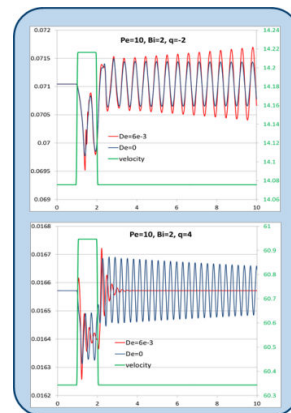 Pe=10, Bi=2, q=-2
0.072 14.24
14.22
0.0715 14.2
14.18
0.071 14.16
0.0705 14.14
14.12
0.07 14.1
0.0695 De=6e-3 14.08
De=0
velocity 14.06
0.069
0 2 4 6 8 10
Pe=10, Bi=2, q=4
0.0168 61
0.0167 60.9
60.8
0.0166 60.7
0.0165 60.6
0.0164 60.5
0.0163 De=6e-3 60.4
De=0
velocity
0.0162 60.3
0 2 4 6 8 10